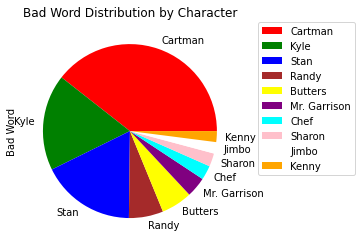 Bad Word Distribution by Character
Bad Word
Cartman
Kyle
Stan
Randy
Butters
Mr. Garrison
Chef
Sharon
Jimbo
Kenny
Cartman
Kyle
Stan
Randy
Butters
Mr. Garrison
Chef
Sharon
Jimbo
Kenny